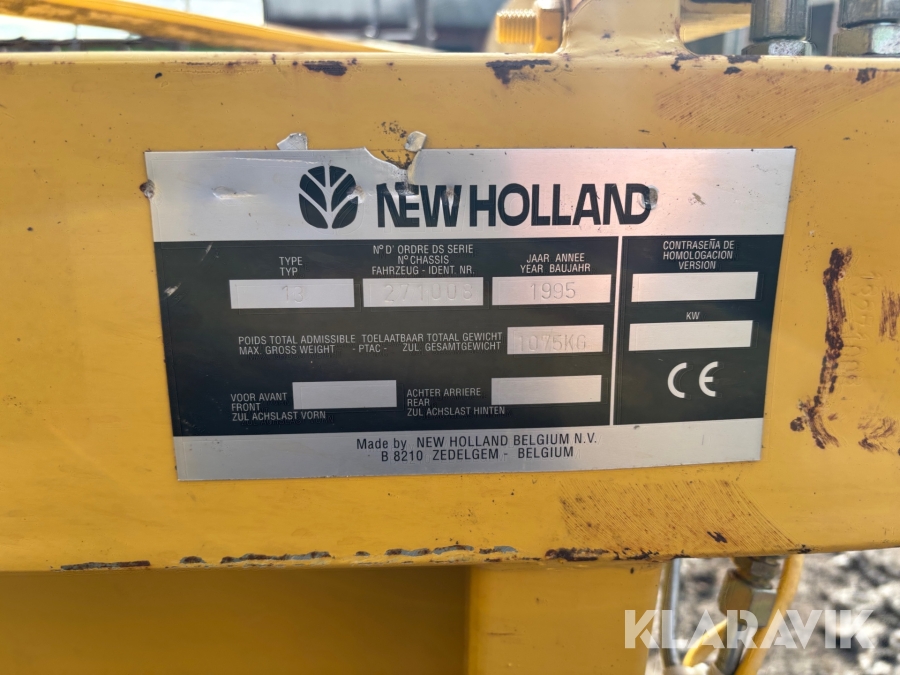 NEW HOLLAND
TYPE
TYP
13
N° D' ORDRE DS SERIE
N° CHASSIS
FAHRZEUG - IDENT. NR.
271008
JAAR ANNEE
YEAR BAUJAHR
1995
CONTRASEÑA DE
HOMOLOGACION
VERSION
POIDS TOTAL ADMISSIBLE TOELAATBAAR TOTAAL GEWICHT
MAX. GROSS WEIGHT - PTAC - ZUL. GESAMTGEWICHT
1075KG
KW
VOOR AVANT
FRONT
ZUL ACHSLAST VORN
ACHTER ARRIERE
REAR
ZUL ACHSLAST HINTEN
CE
Made by NEW HOLLAND BELGIUM N.V.
B 8210 ZEDELGEM - BELGIUM
KLARAVIK